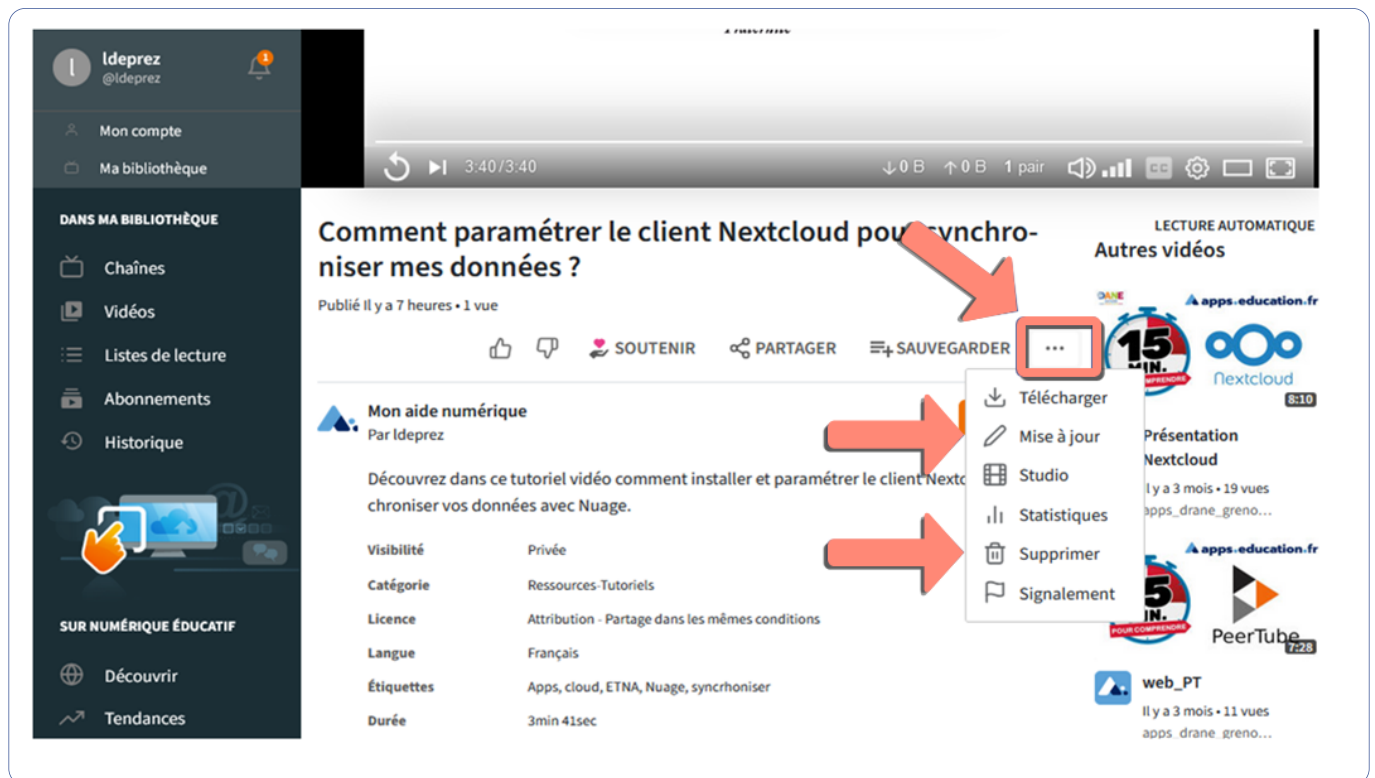 ldeprez
@ldeprez
1
Mon compte
Ma bibliothèque
DANS MA BIBLIOTHÈQUE
Chaînes
Vidéos
Listes de lecture
Abonnements
Historique
SUR NUMÉRIQUE ÉDUCATIF
Découvrir
Tendances
3:40/3:40
0 B
0 B
1 pair
CC
Comment paramétrer le client Nextcloud pour synchro-
niser mes données ?
Publié Il y a 7 heures • 1 vue
SOUTENIR
PARTAGER
SAUVEGARDER
...
Télécharger
Mise à jour
Studio
Statistiques
Supprimer
Signalement
Mon aide numérique
Par ldeprez
Découvrez dans ce tutoriel vidéo comment installer et paramétrer le client Nextc
chroniser vos données avec Nuage.
Visibilité Privée
Catégorie Ressources-Tutoriels
Licence Attribution - Partage dans les mêmes conditions
Langue Français
Étiquettes Apps, cloud, ETNA, Nuage, syncrhoniser
Durée 3min 41sec
LECTURE AUTOMATIQUE
Autres vidéos
DANE
apps.education.fr
15
MIN.
nextcloud
8:10
Présentation
Nextcloud
Il y a 3 mois • 19 vues
apps_drane_greno...
apps.education.fr
POUR COMPRENDRE
PeerTube
7:28
web_PT
Il y a 3 mois • 11 vues
apps_drane_greno...